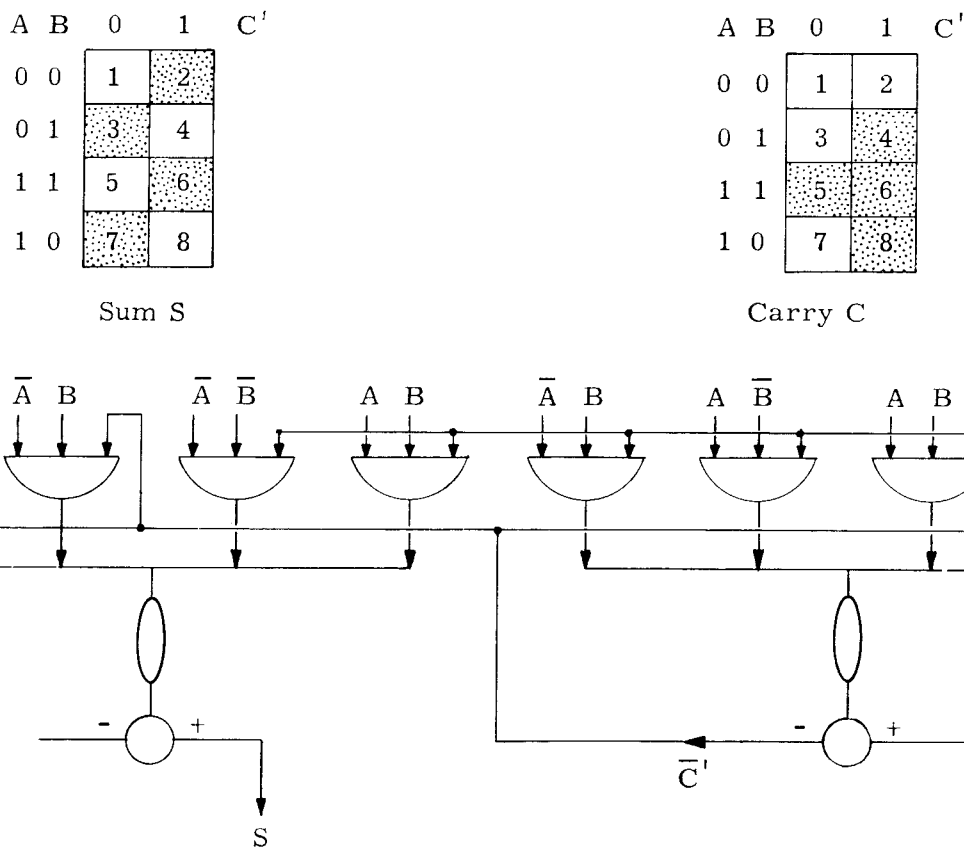 A B 0 1 C'
0 0 1 2
0 1 3 4
1 1 5 6
1 0 7 8
Sum S
A B 0 1 C'
0 0 1 2
0 1 3 4
1 1 5 6
1 0 7 8
Carry C
A̅ B A̅ B̅ A B A̅ B A B̅ A B
- +
- +
C̅'
S